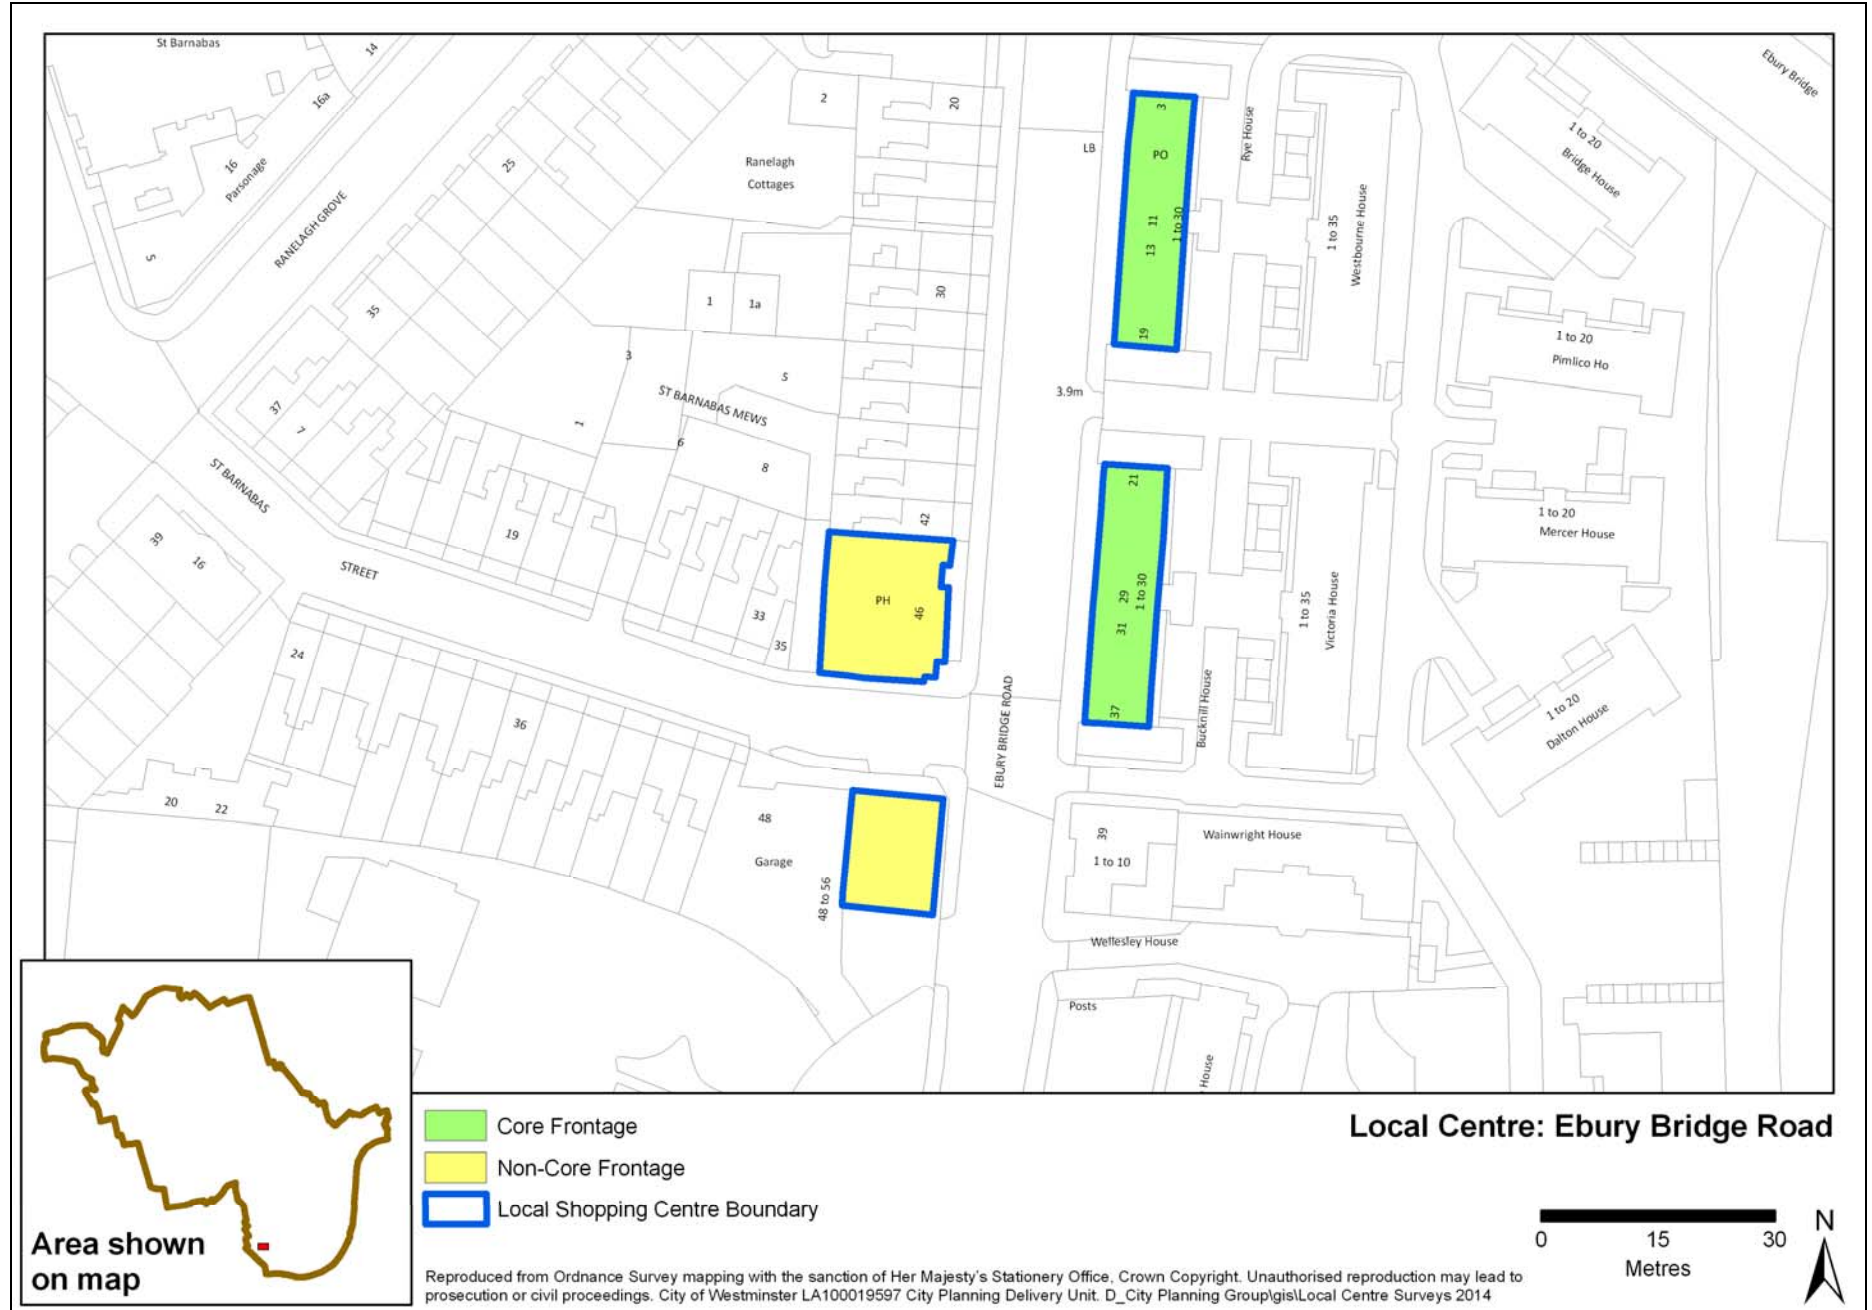 St Barnabas
14
16a
16
Parsonage
5
RANELAGH GROVE
25
35
37
7
2
20
Ranelagh
Cottages
30
1
1a
3
5
ST BARNABAS MEWS
1
6
8
42
ST BARNABAS
STREET
39
16
19
33
35
PH
46
24
36
20
22
48
Garage
48 to 56
EBURY BRIDGE ROAD
LB
3.9m
3
PO
11
1 to 30
13
19
21
29
1 to 30
31
37
Rye House
1 to 35
Westbourne House
Bucknill House
1 to 35
Victoria House
Ebury Bridge
1 to 20
Bridge House
1 to 20
Pimlico Ho
1 to 20
Mercer House
1 to 20
Dalton House
39
1 to 10
Wainwright House
Wellesley House
Posts
House
Area shown
on map
Core Frontage
Non-Core Frontage
Local Shopping Centre Boundary
Local Centre: Ebury Bridge Road
0 15 30
Metres
N
Reproduced from Ordnance Survey mapping with the sanction of Her Majesty's Stationery Office, Crown Copyright. Unauthorised reproduction may lead to
prosecution or civil proceedings. City of Westminster LA100019597 City Planning Delivery Unit. D_City Planning Group\gis\Local Centre Surveys 2014